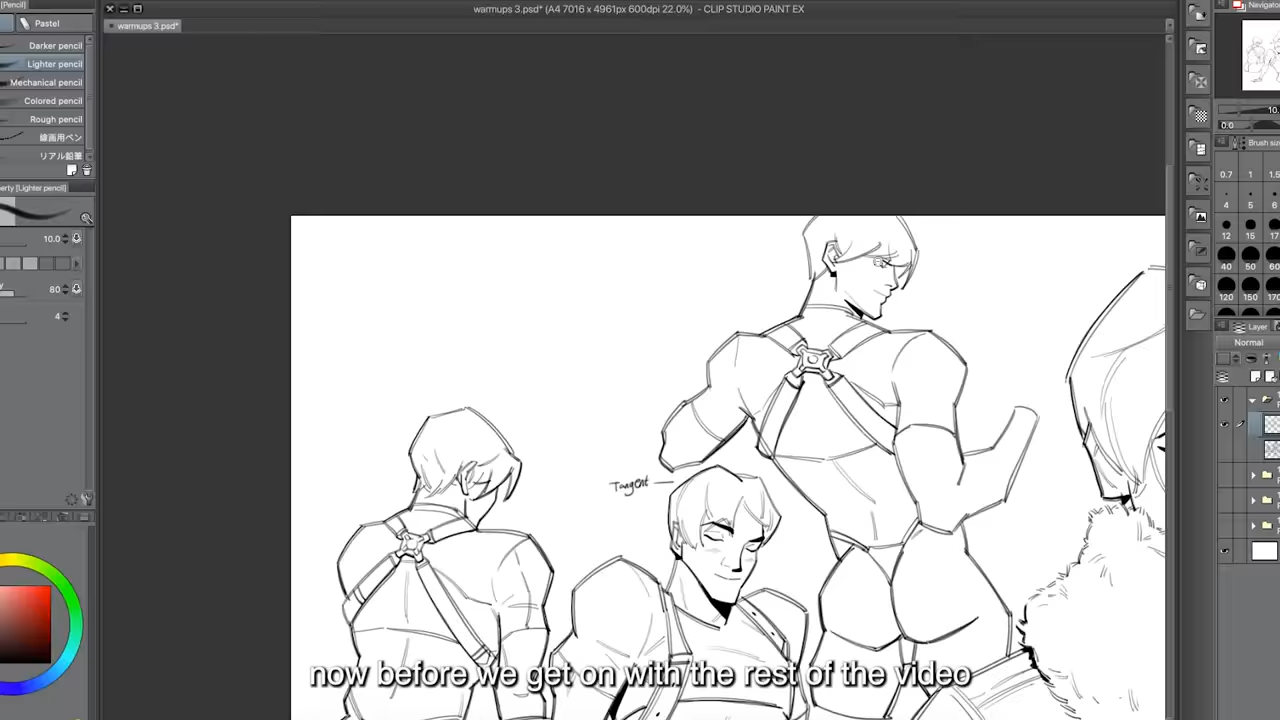 [Pencil]
warmups 3.psd* (A4 7016 x 4961px 600dpi 22.0%) - CLIP STUDIO PAINT EX
Navigator
Pastel
warmups 3.psd*
Darker pencil
Lighter pencil
Mechanical pencil
Colored pencil
Rough pencil
線画用ペン
リアル鉛筆
erty [Lighter pencil]
10.0
80
4
10.
0.0
Brush size
0.7 1 1.5
4 5 6
12 15 17
40 50 60
120 150 170
Layer
Normal
Tangent
now before we get on with the rest of the video